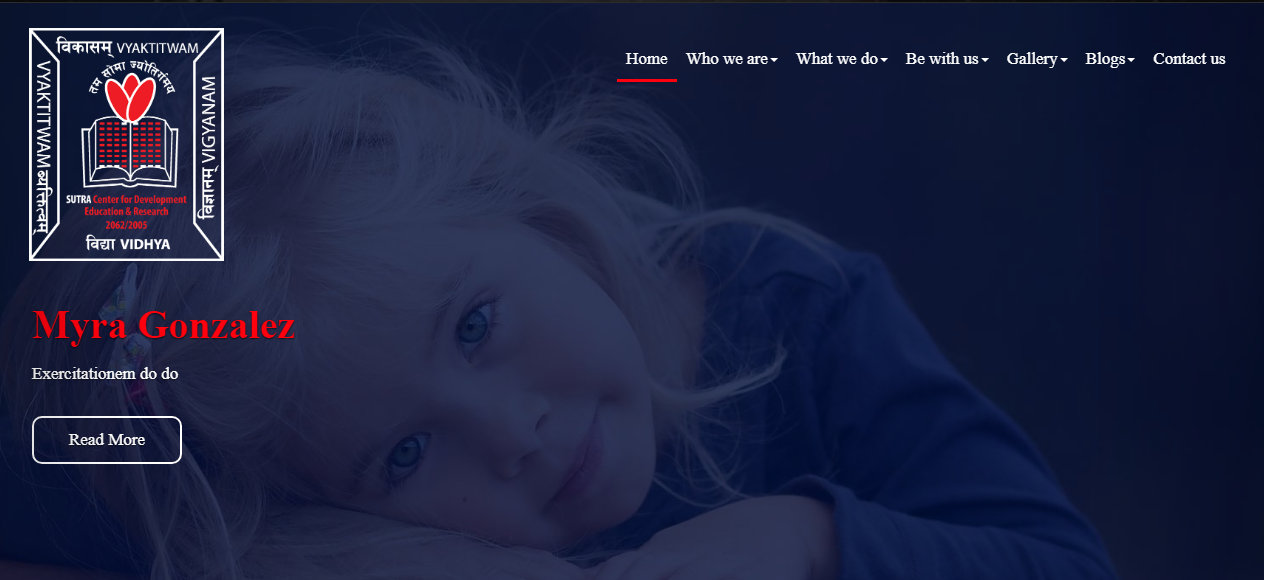 विकासम् VYAKTITWAM
तम सोमा ज्योतिर्गमय
VYAKTITWAM व्यक्तित्वम्
विज्ञानम् VIGYANAM
SUTRA Center for Development
Education & Research
2062/2005
विद्या VIDHYA
Home Who we are What we do Be with us Gallery Blogs Contact us
Myra Gonzalez
Exercitationem do do
Read More